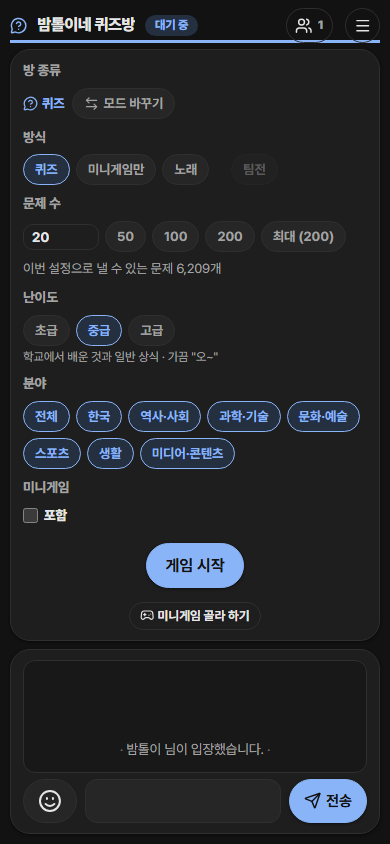 밤톨이네 퀴즈방 대기 중 1
방 종류
퀴즈 모드 바꾸기
방식
퀴즈 미니게임만 노래 팀전
문제 수
20 50 100 200 최대 (200)
이번 설정으로 낼 수 있는 문제 6,209개
난이도
초급 중급 고급
학교에서 배운 것과 일반 상식 · 가끔 "오~"
분야
전체 한국 역사·사회 과학·기술 문화·예술
스포츠 생활 미디어·콘텐츠
미니게임
포함
게임 시작
미니게임 골라 하기
· 밤톨이 님이 입장했습니다. ·
전송